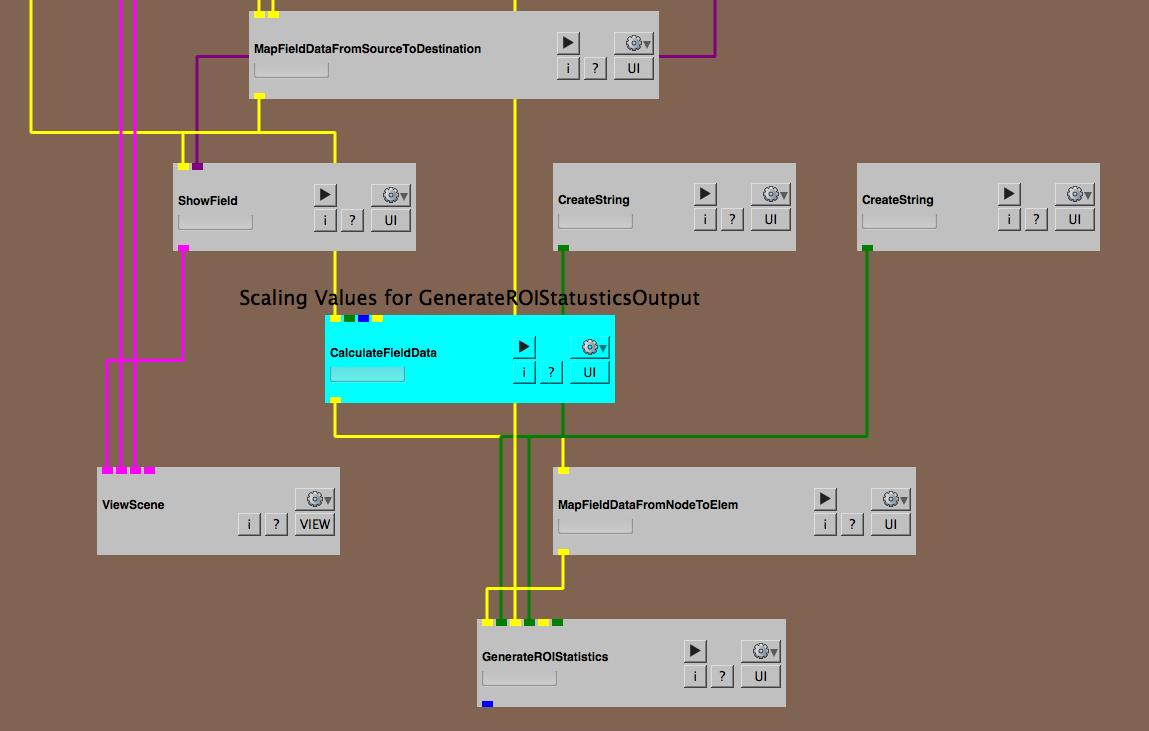 MapFieldDataFromSourceToDestination
i ? UI
ShowField
i ? UI
CreateString
i ? UI
CreateString
i ? UI
Scaling Values for GenerateROIStatusticsOutput
CalculateFieldData
i ? UI
ViewScene
i ? VIEW
MapFieldDataFromNodeToElem
i ? UI
GenerateROIStatistics
i ? UI